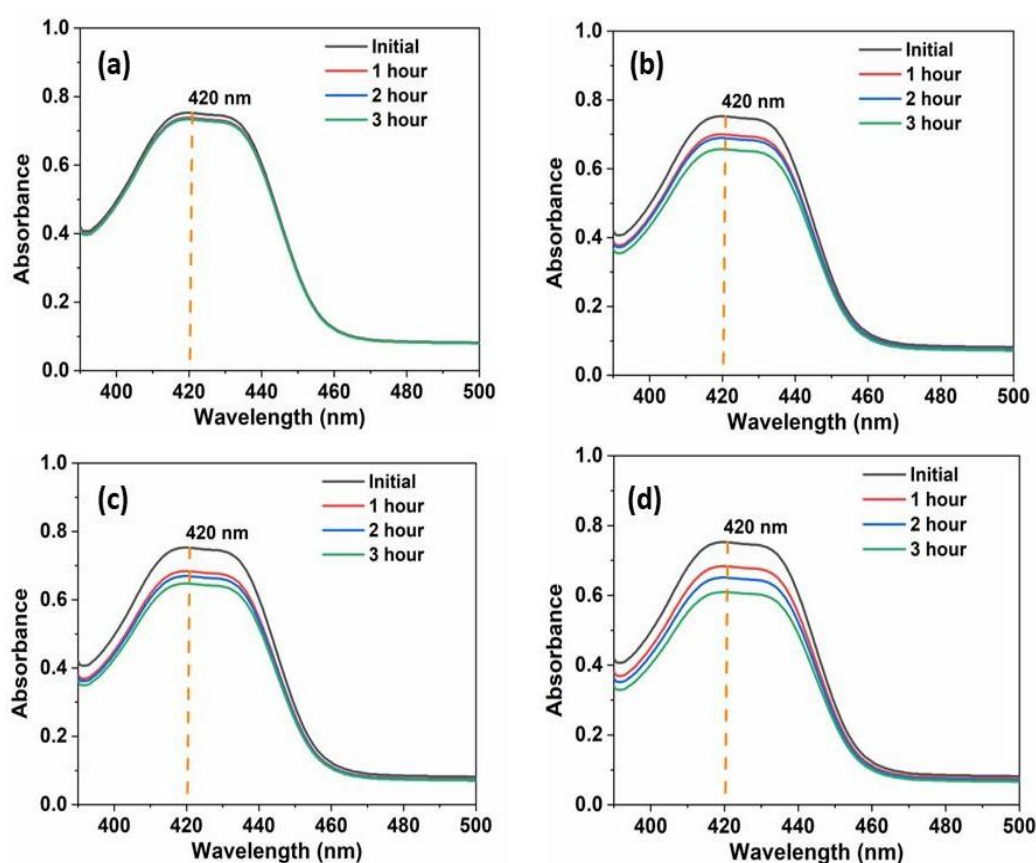 (a)
Initial
1 hour
2 hour
3 hour
420 nm
Absorbance
1.0
0.8
0.6
0.4
0.2
0.0
400 420 440 460 480 500
Wavelength (nm)
(b)
Initial
1 hour
2 hour
3 hour
420 nm
Absorbance
1.0
0.8
0.6
0.4
0.2
0.0
400 420 440 460 480 500
Wavelength (nm)
(c)
Initial
1 hour
2 hour
3 hour
420 nm
Absorbance
1.0
0.8
0.6
0.4
0.2
0.0
400 420 440 460 480 500
Wavelength (nm)
(d)
Initial
1 hour
2 hour
3 hour
420 nm
Absorbance
1.0
0.8
0.6
0.4
0.2
0.0
400 420 440 460 480 500
Wavelength (nm)